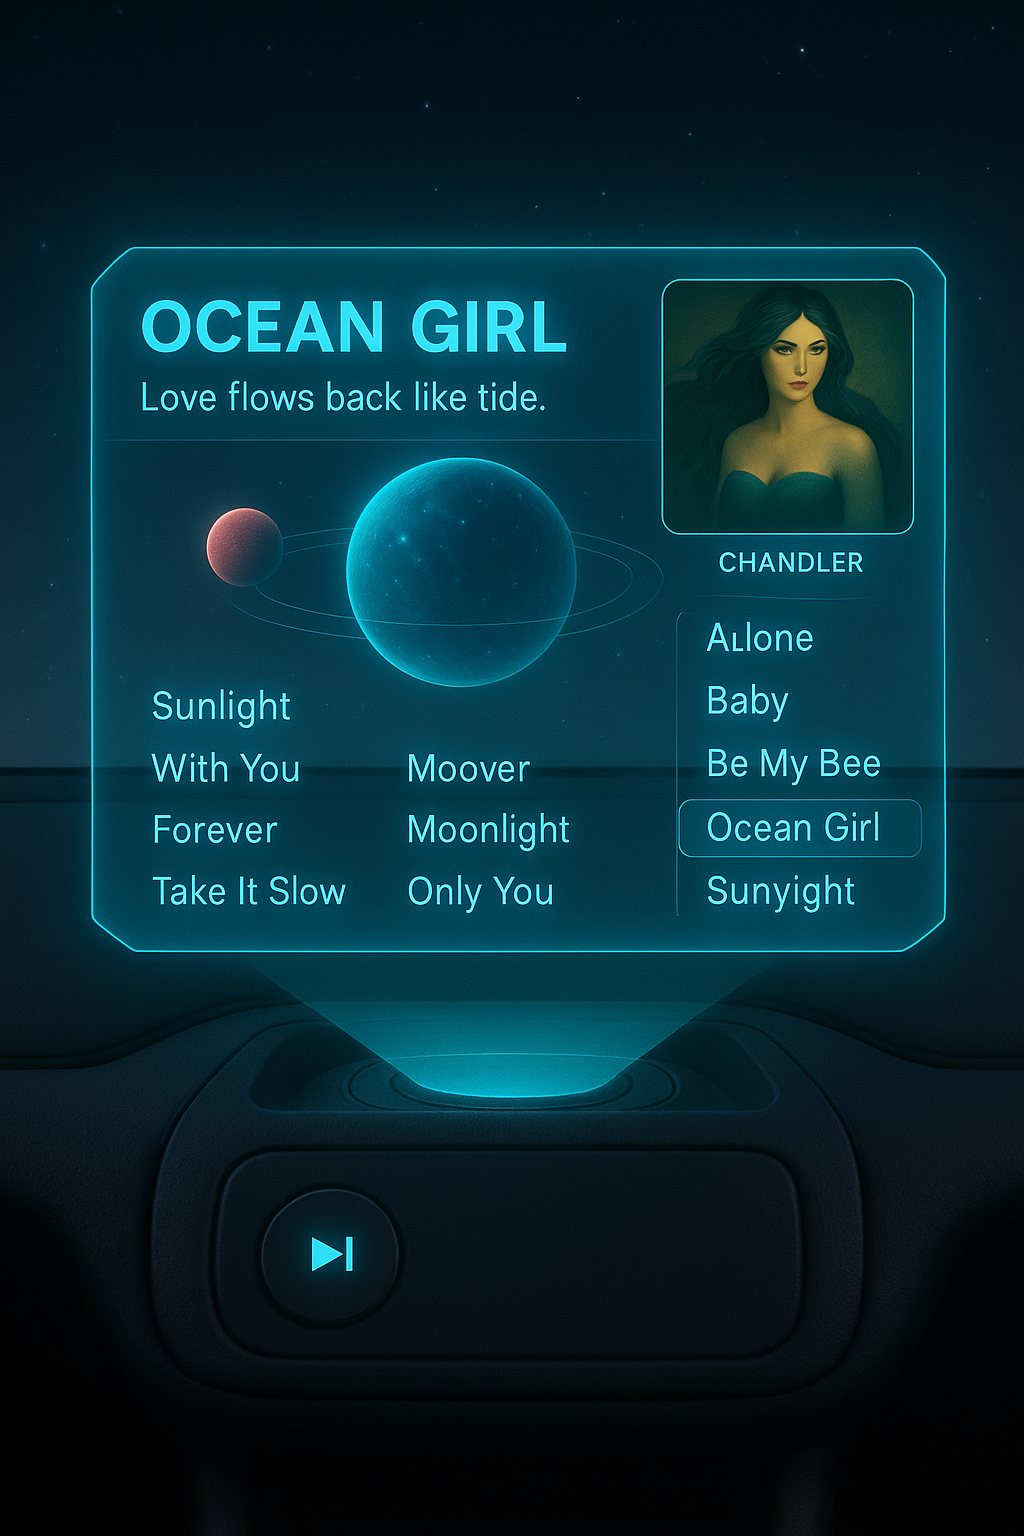 OCEAN GIRL
Love flows back like tide.
CHANDLER
Sunlight
With You
Forever
Take It Slow
Moover
Moonlight
Only You
ALlone
Baby
Be My Bee
Ocean Girl
Sunyight